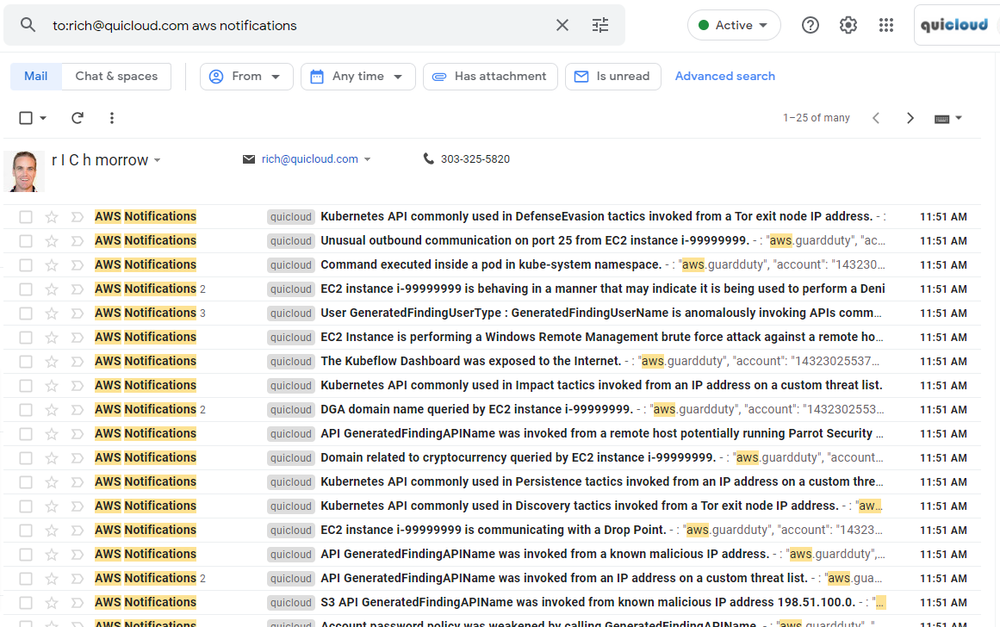 to:rich@quicloud.com aws notifications
Active
quicloud
Mail
Chat & spaces
From
Any time
Has attachment
Is unread
Advanced search
1–25 of many
r I C h morrow
rich@quicloud.com
303-325-5820
AWS Notifications quicloud Kubernetes API commonly used in DefenseEvasion tactics invoked from a Tor exit node IP address. - : 11:51 AM
AWS Notifications quicloud Unusual outbound communication on port 25 from EC2 instance i-99999999. - : "aws.guardduty", "ac... 11:51 AM
AWS Notifications quicloud Command executed inside a pod in kube-system namespace. - : "aws.guardduty", "account": "143230... 11:51 AM
AWS Notifications 2 quicloud EC2 instance i-99999999 is behaving in a manner that may indicate it is being used to perform a Deni 11:51 AM
AWS Notifications 3 quicloud User GeneratedFindingUserType : GeneratedFindingUserName is anomalously invoking APIs comm... 11:51 AM
AWS Notifications quicloud EC2 Instance is performing a Windows Remote Management brute force attack against a remote ho... 11:51 AM
AWS Notifications quicloud The Kubeflow Dashboard was exposed to the Internet. - : "aws.guardduty", "account": "14323025537... 11:51 AM
AWS Notifications quicloud Kubernetes API commonly used in Impact tactics invoked from an IP address on a custom threat list. 11:51 AM
AWS Notifications 2 quicloud DGA domain name queried by EC2 instance i-99999999. - : "aws.guardduty", "account": "1432302553... 11:51 AM
AWS Notifications quicloud API GeneratedFindingAPIName was invoked from a remote host potentially running Parrot Security ... 11:51 AM
AWS Notifications quicloud Domain related to cryptocurrency queried by EC2 instance i-99999999. - : "aws.guardduty", "account... 11:51 AM
AWS Notifications quicloud Kubernetes API commonly used in Persistence tactics invoked from an IP address on a custom thre... 11:51 AM
AWS Notifications quicloud Kubernetes API commonly used in Discovery tactics invoked from a Tor exit node IP address. - : "aw... 11:51 AM
AWS Notifications quicloud EC2 instance i-99999999 is communicating with a Drop Point. - : "aws.guardduty", "account": "14323... 11:51 AM
AWS Notifications quicloud API GeneratedFindingAPIName was invoked from a known malicious IP address. - : "aws.guardduty",... 11:51 AM
AWS Notifications 2 quicloud API GeneratedFindingAPIName was invoked from an IP address on a custom threat list. - : "aws.gua... 11:51 AM
AWS Notifications quicloud S3 API GeneratedFindingAPIName was invoked from known malicious IP address 198.51.100.0. - : "... 11:51 AM
AWS Notifications quicloud Account password policy was weakened by calling GeneratedFindingAPIName. - : "aws.guardduty", "ac... 11:51 AM